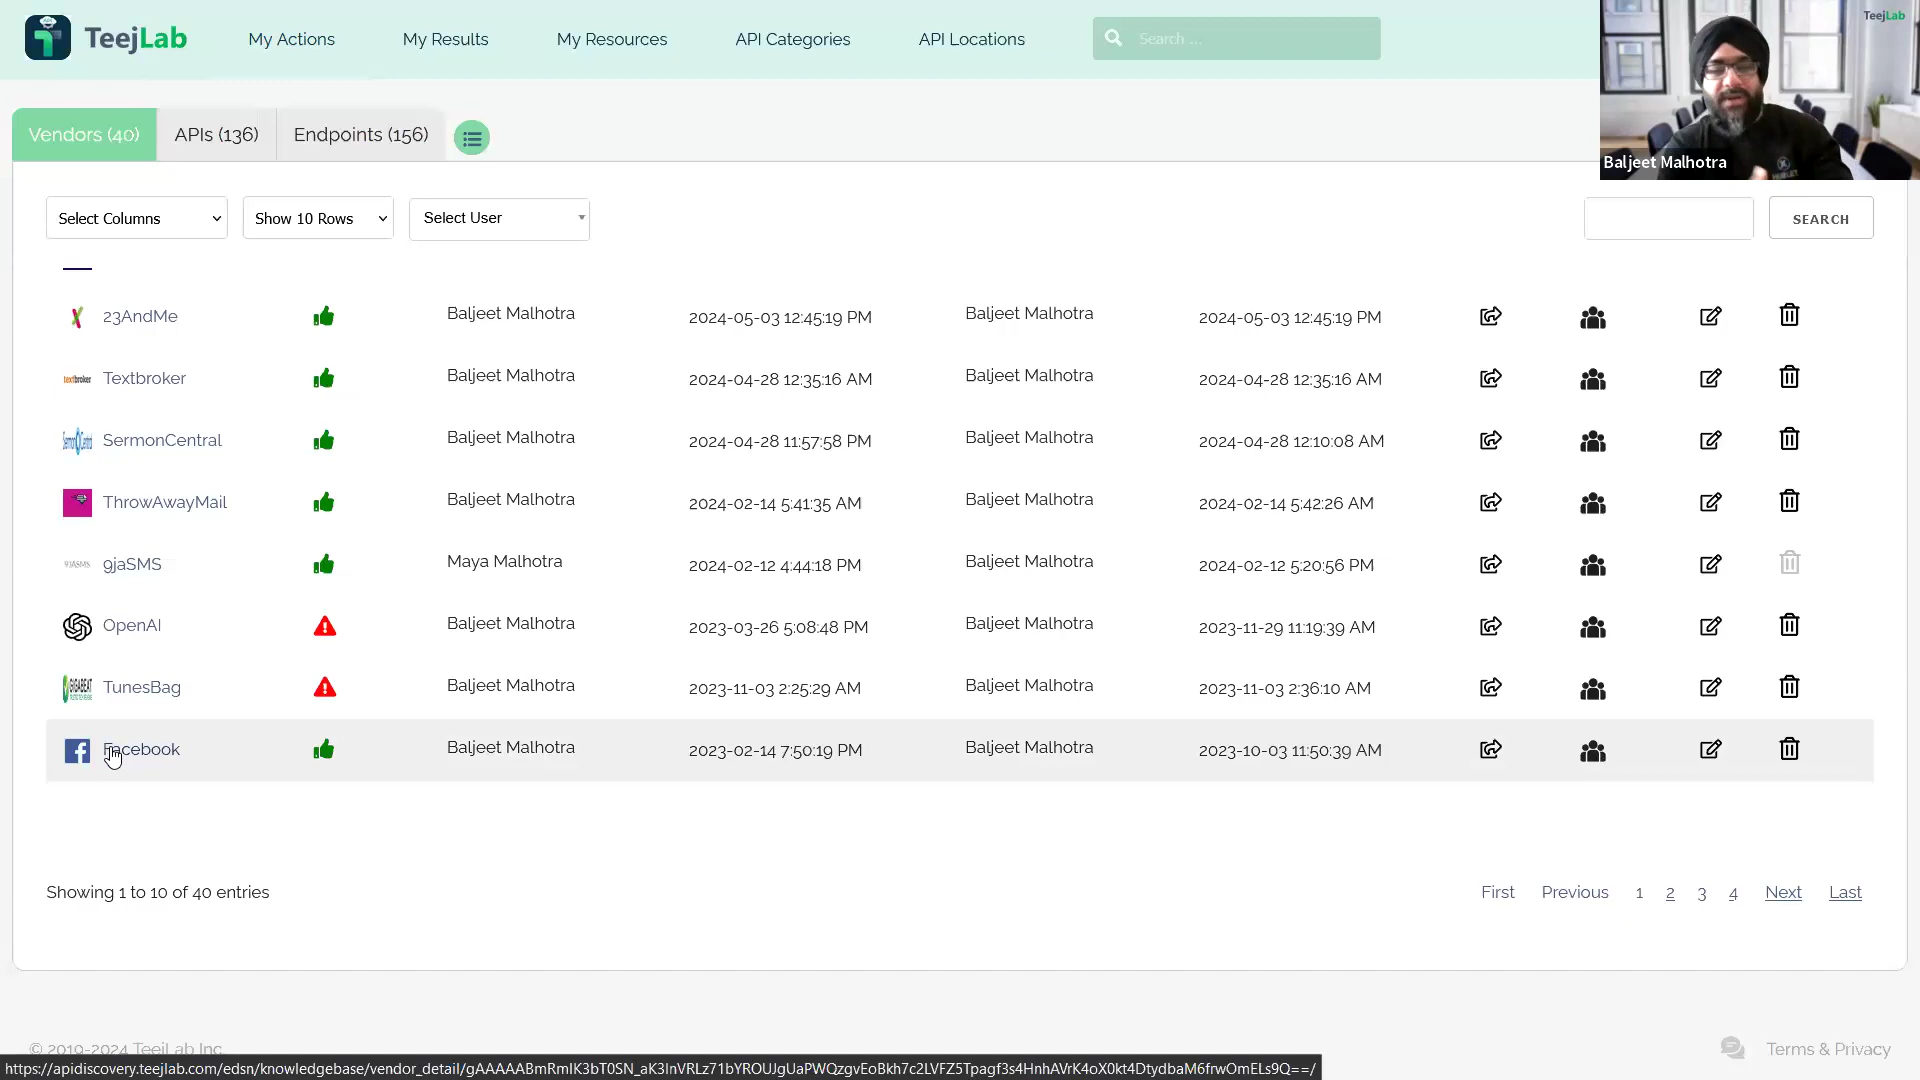 TeejLab My Actions My Results My Resources API Categories API Locations Search ...
TeejLab
Baljeet Malhotra
Vendors (40) APIs (136) Endpoints (156)
Select Columns Show 10 Rows Select User SEARCH
23AndMe Baljeet Malhotra 2024-05-03 12:45:19 PM Baljeet Malhotra 2024-05-03 12:45:19 PM
textbroker Textbroker Baljeet Malhotra 2024-04-28 12:35:16 AM Baljeet Malhotra 2024-04-28 12:35:16 AM
SermonCentral Baljeet Malhotra 2024-04-28 11:57:58 PM Baljeet Malhotra 2024-04-28 12:10:08 AM
ThrowAwayMail Baljeet Malhotra 2024-02-14 5:41:35 AM Baljeet Malhotra 2024-02-14 5:42:26 AM
9JASMS 9jaSMS Maya Malhotra 2024-02-12 4:44:18 PM Baljeet Malhotra 2024-02-12 5:20:56 PM
OpenAI Baljeet Malhotra 2023-03-26 5:08:48 PM Baljeet Malhotra 2023-11-29 11:19:39 AM
GIGABEAT TunesBag Baljeet Malhotra 2023-11-03 2:25:29 AM Baljeet Malhotra 2023-11-03 2:36:10 AM
Facebook Baljeet Malhotra 2023-02-14 7:50:19 PM Baljeet Malhotra 2023-10-03 11:50:39 AM
Showing 1 to 10 of 40 entries First Previous 1 2 3 4 Next Last
© 2019-2024 TeejLab Inc. Terms & Privacy